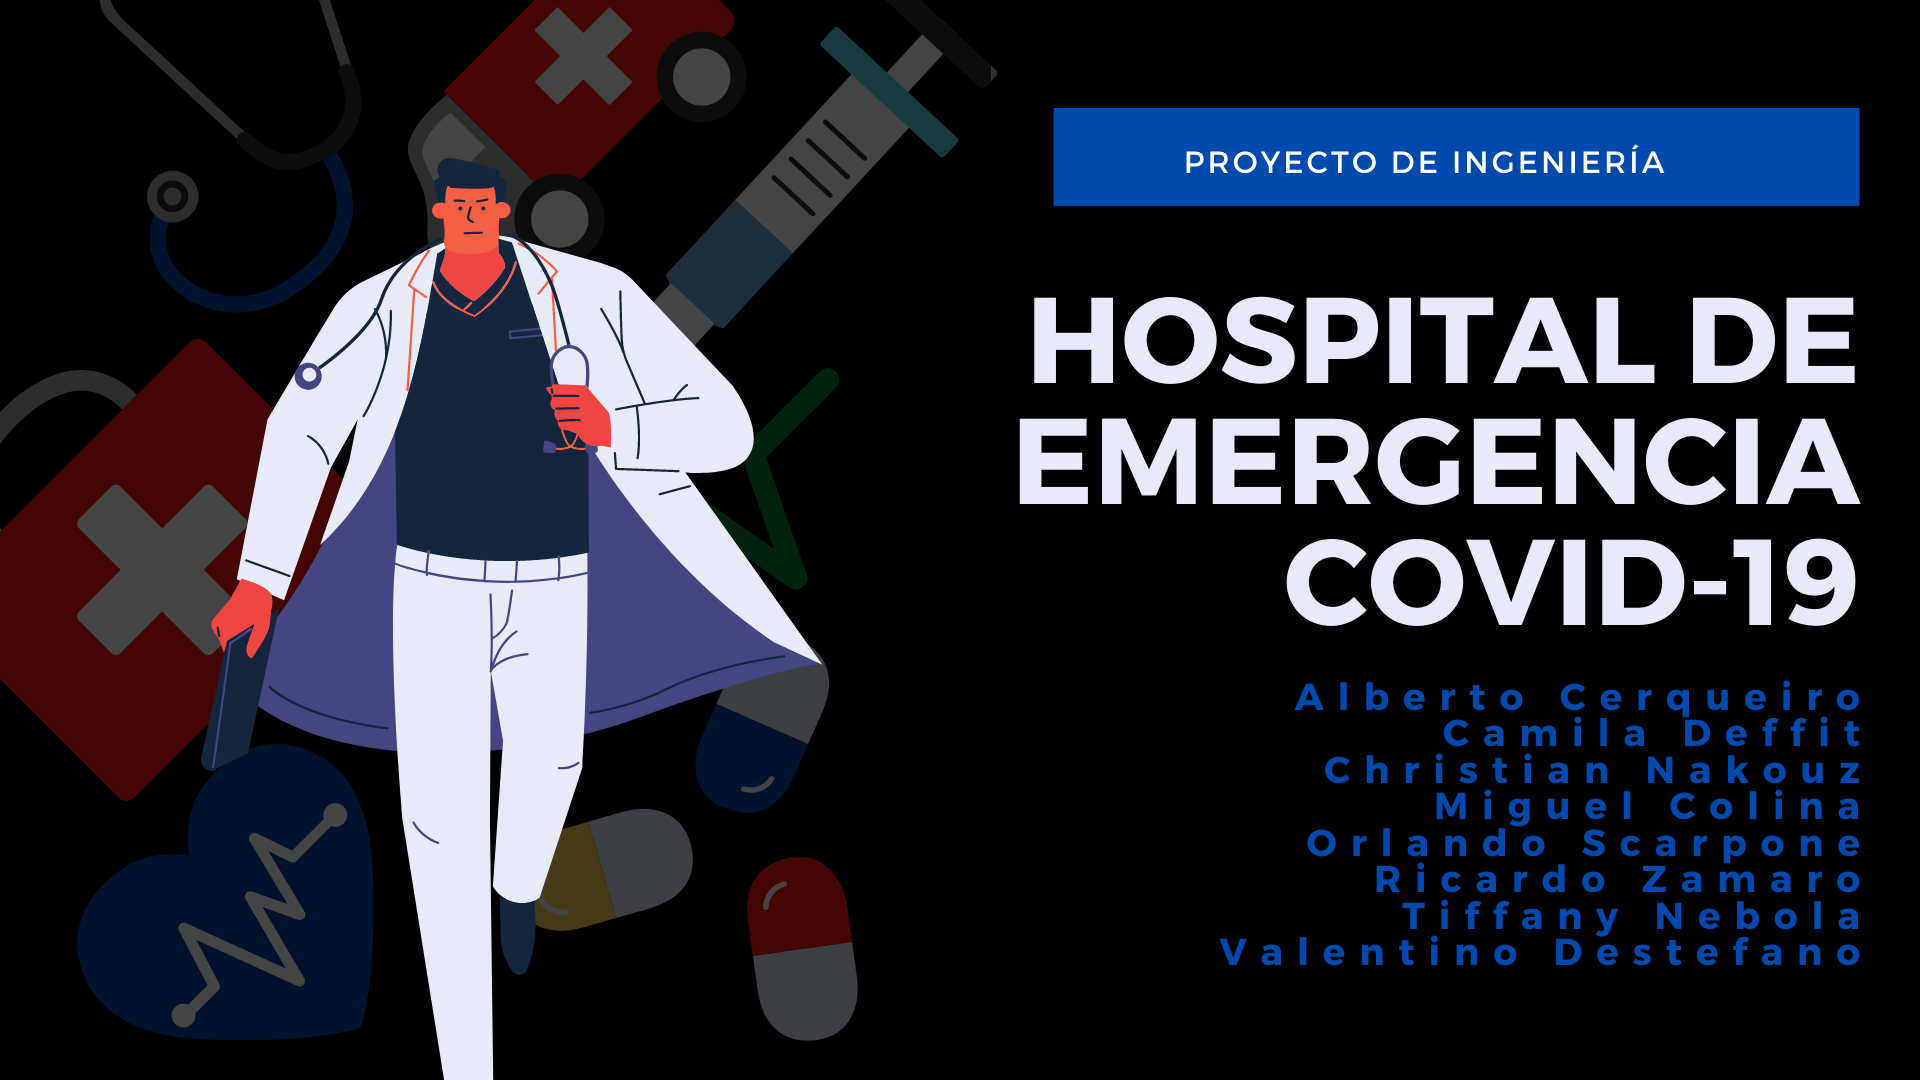 PROYECTO DE INGENIERÍA
HOSPITAL DE
EMERGENCIA
COVID-19
Alberto Cerqueiro
Camila Deffit
Christian Nakouz
Miguel Colina
Orlando Scarpone
Ricardo Zamaro
Tiffany Nebola
Valentino Destefano